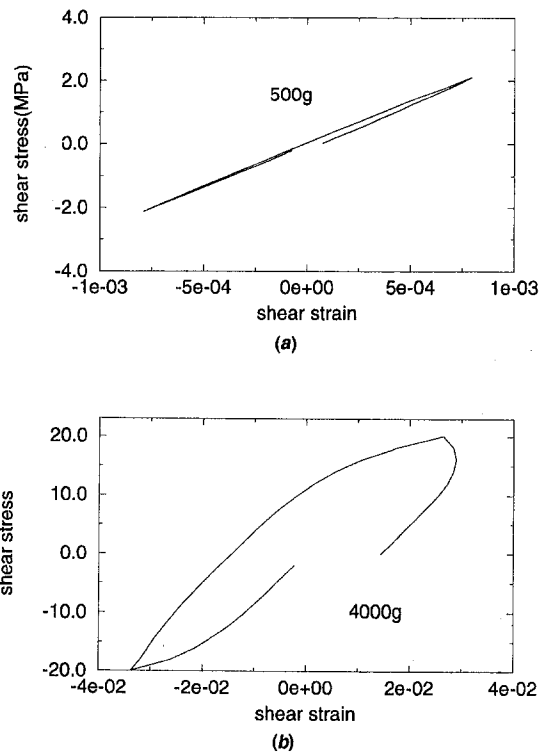 4.0
shear stress(MPa)
2.0
500g
0.0
-2.0
-4.0
-1e-03 -5e-04 0e+00 5e-04 1e-03
shear strain
(a)
20.0
shear stress
10.0
0.0
-10.0
4000g
-20.0
-4e-02 -2e-02 0e+00 2e-02 4e-02
shear strain
(b)